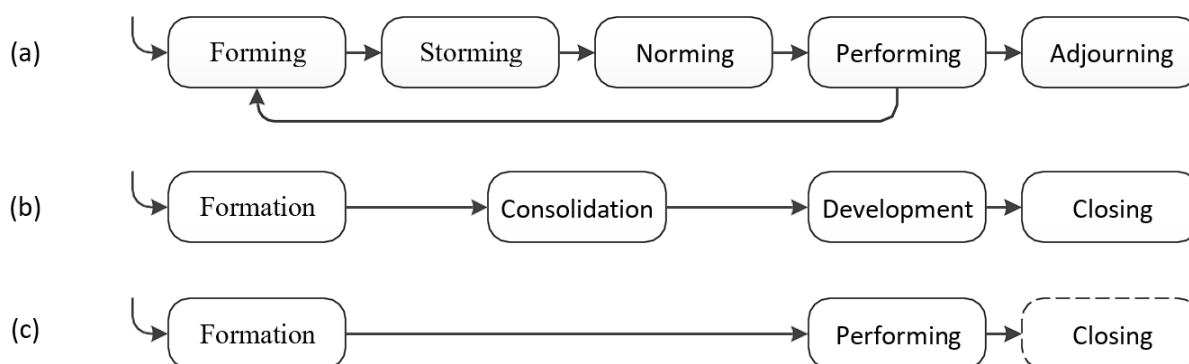 (a) Forming Storming Norming Performing Adjourning
(b) Formation Consolidation Development Closing
(c) Formation Performing Closing